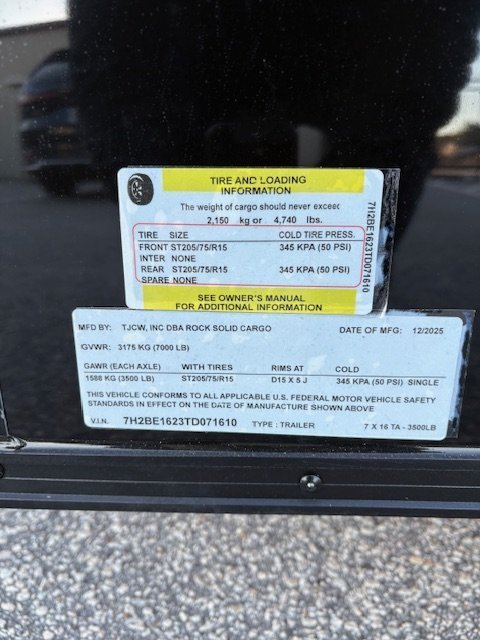 TIRE AND LOADING
INFORMATION
The weight of cargo should never exceed
2,150 kg or 4,740 lbs.
TIRE SIZE COLD TIRE PRESS.
FRONT ST205/75/R15 345 KPA (50 PSI)
INTER NONE
REAR ST205/75/R15 345 KPA (50 PSI)
SPARE NONE
SEE OWNER'S MANUAL
FOR ADDITIONAL INFORMATION
7H2BE1623TD071610
MFD BY: TJCW, INC DBA ROCK SOLID CARGO DATE OF MFG: 12/2025
GVWR: 3175 KG (7000 LB)
GAWR (EACH AXLE) WITH TIRES RIMS AT COLD
1588 KG (3500 LB) ST205/75/R15 D15 X 5 J 345 KPA (50 PSI) SINGLE
THIS VEHICLE CONFORMS TO ALL APPLICABLE U.S. FEDERAL MOTOR VEHICLE SAFETY
STANDARDS IN EFFECT ON THE DATE OF MANUFACTURE SHOWN ABOVE
V.I.N. 7H2BE1623TD071610 TYPE : TRAILER 7 X 16 TA - 3500LB